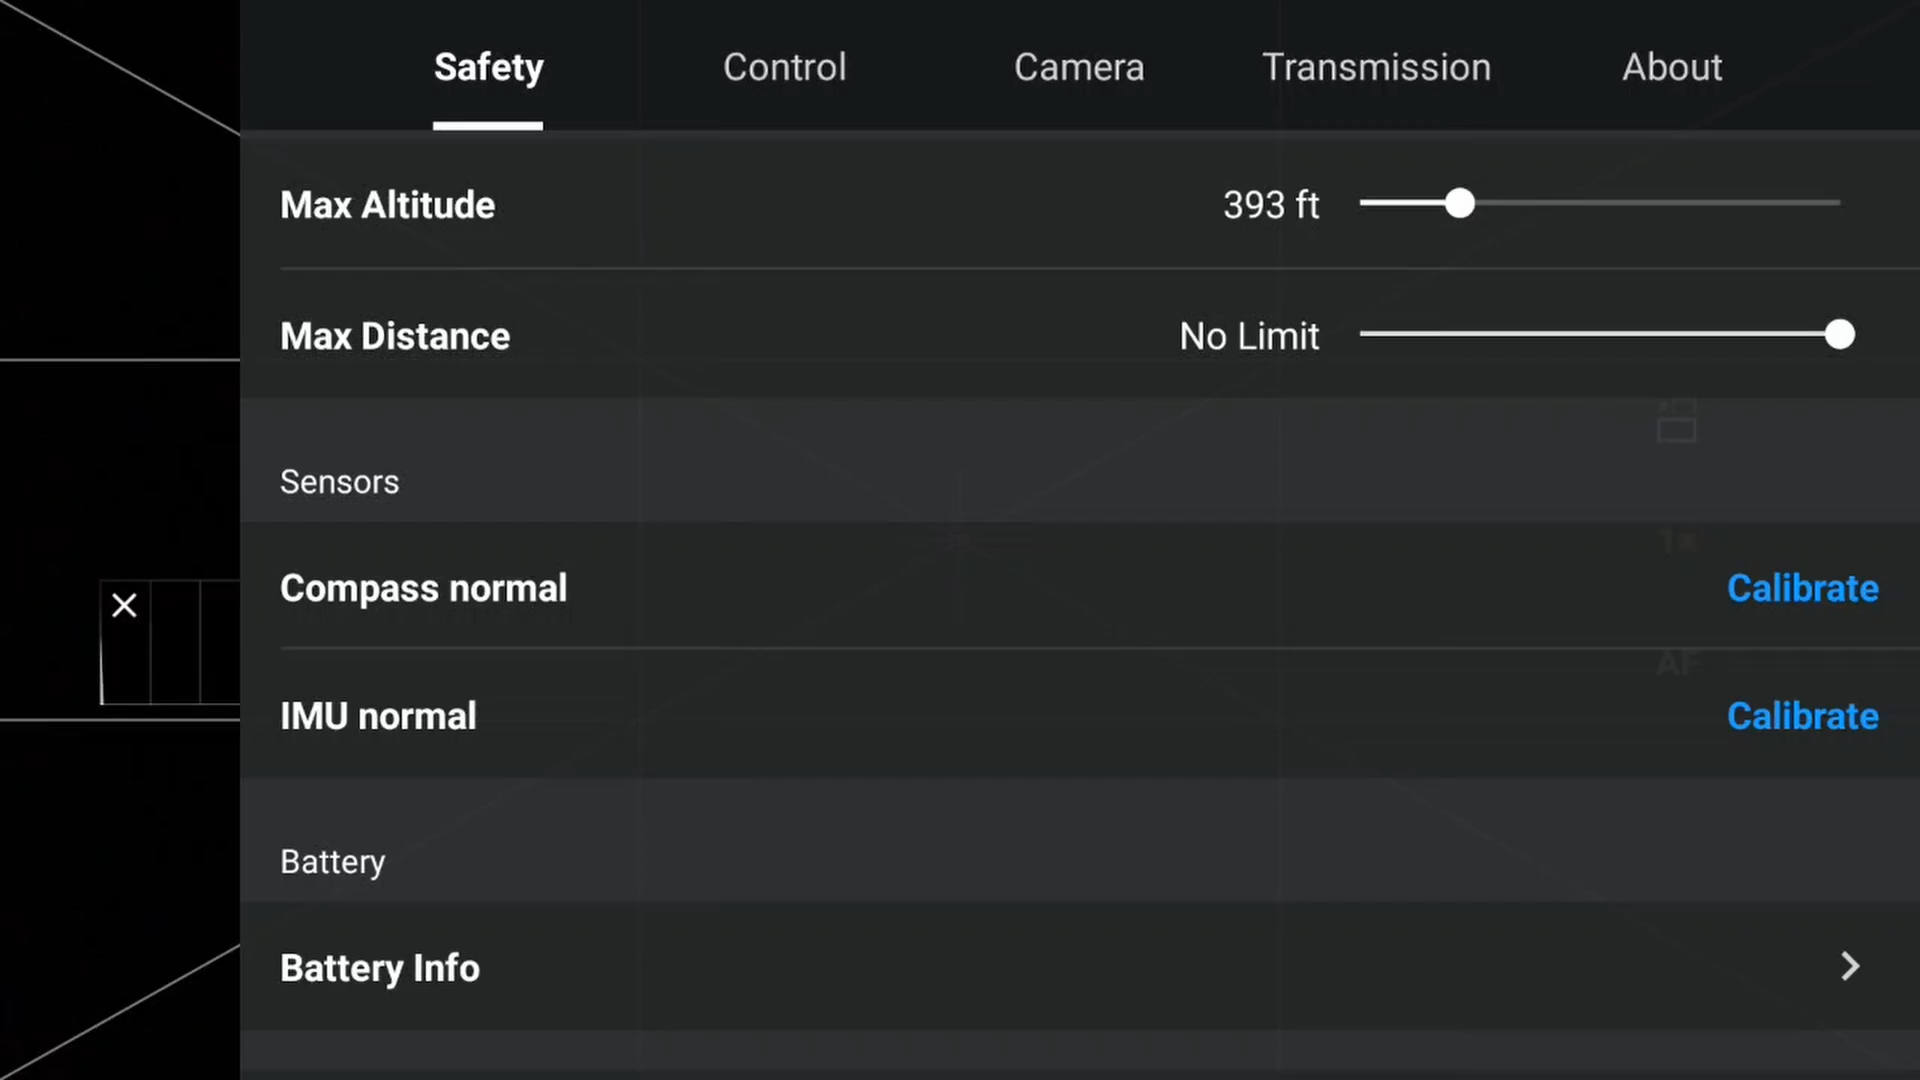 Safety Control Camera Transmission About
Max Altitude 393 ft
Max Distance No Limit
Sensors
Compass normal Calibrate
AF
IMU normal Calibrate
Battery
Battery Info